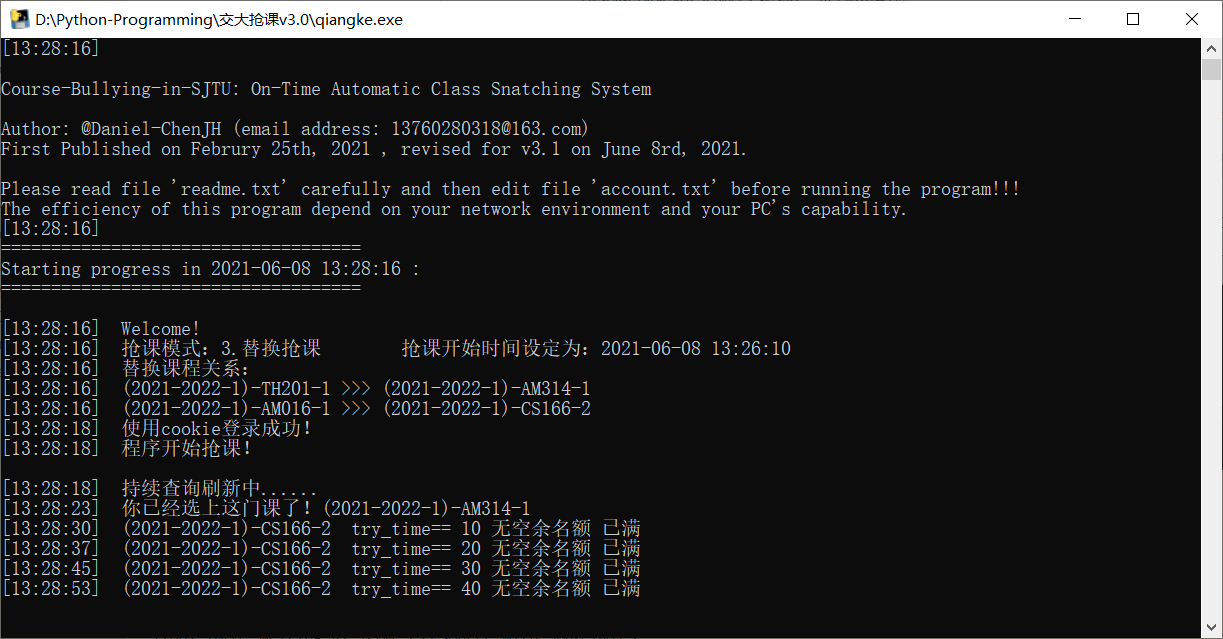 D:\Python-Programming\交大抢课v3.0\qiangke.exe
[13:28:16]
Course-Bullying-in-SJTU: On-Time Automatic Class Snatching System
Author: @Daniel-ChenJH (email address: 13760280318@163.com)
First Published on Februry 25th, 2021 , revised for v3.1 on June 8rd, 2021.
Please read file 'readme.txt' carefully and then edit file 'account.txt' before running the program!!!
The efficiency of this program depend on your network environment and your PC's capability.
[13:28:16]
====================================
Starting progress in 2021-06-08 13:28:16 :
====================================
[13:28:16]  Welcome!
[13:28:16]  抢课模式：3.替换抢课        抢课开始时间设定为：2021-06-08 13:26:10
[13:28:16]  替换课程关系：
[13:28:16]  (2021-2022-1)-TH201-1 >>> (2021-2022-1)-AM314-1
[13:28:16]  (2021-2022-1)-AM016-1 >>> (2021-2022-1)-CS166-2
[13:28:18]  使用cookie登录成功！
[13:28:18]  程序开始抢课！
[13:28:18]  持续查询刷新中......
[13:28:23]  你已经选上这门课了！(2021-2022-1)-AM314-1
[13:28:30]  (2021-2022-1)-CS166-2  try_time== 10 无空余名额 已满
[13:28:37]  (2021-2022-1)-CS166-2  try_time== 20 无空余名额 已满
[13:28:45]  (2021-2022-1)-CS166-2  try_time== 30 无空余名额 已满
[13:28:53]  (2021-2022-1)-CS166-2  try_time== 40 无空余名额 已满